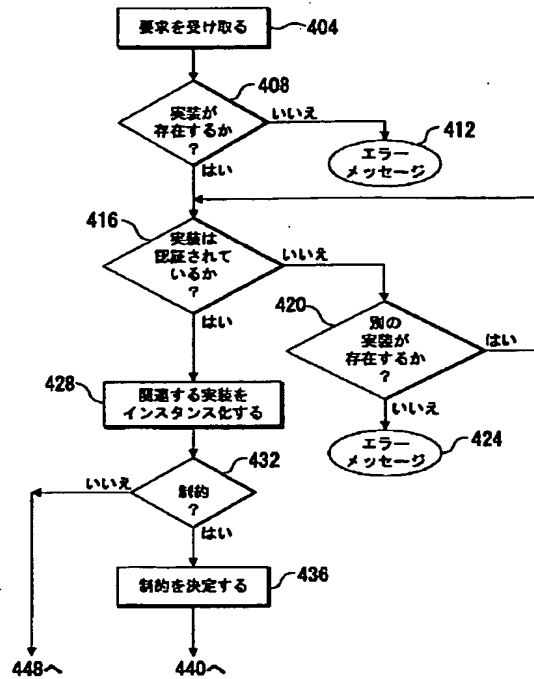 要求を受け取る
404
408
実装が
存在するか
?
いいえ
412
エラー
メッセージ
はい
416
実装は
認証されて
いるか
?
いいえ
420
別の
実装が
存在するか
?
はい
はい
いいえ
428
関連する実装を
インスタンス化する
エラー
メッセージ
424
432
いいえ
制約
?
はい
制約を決定する
436
448へ
440へ